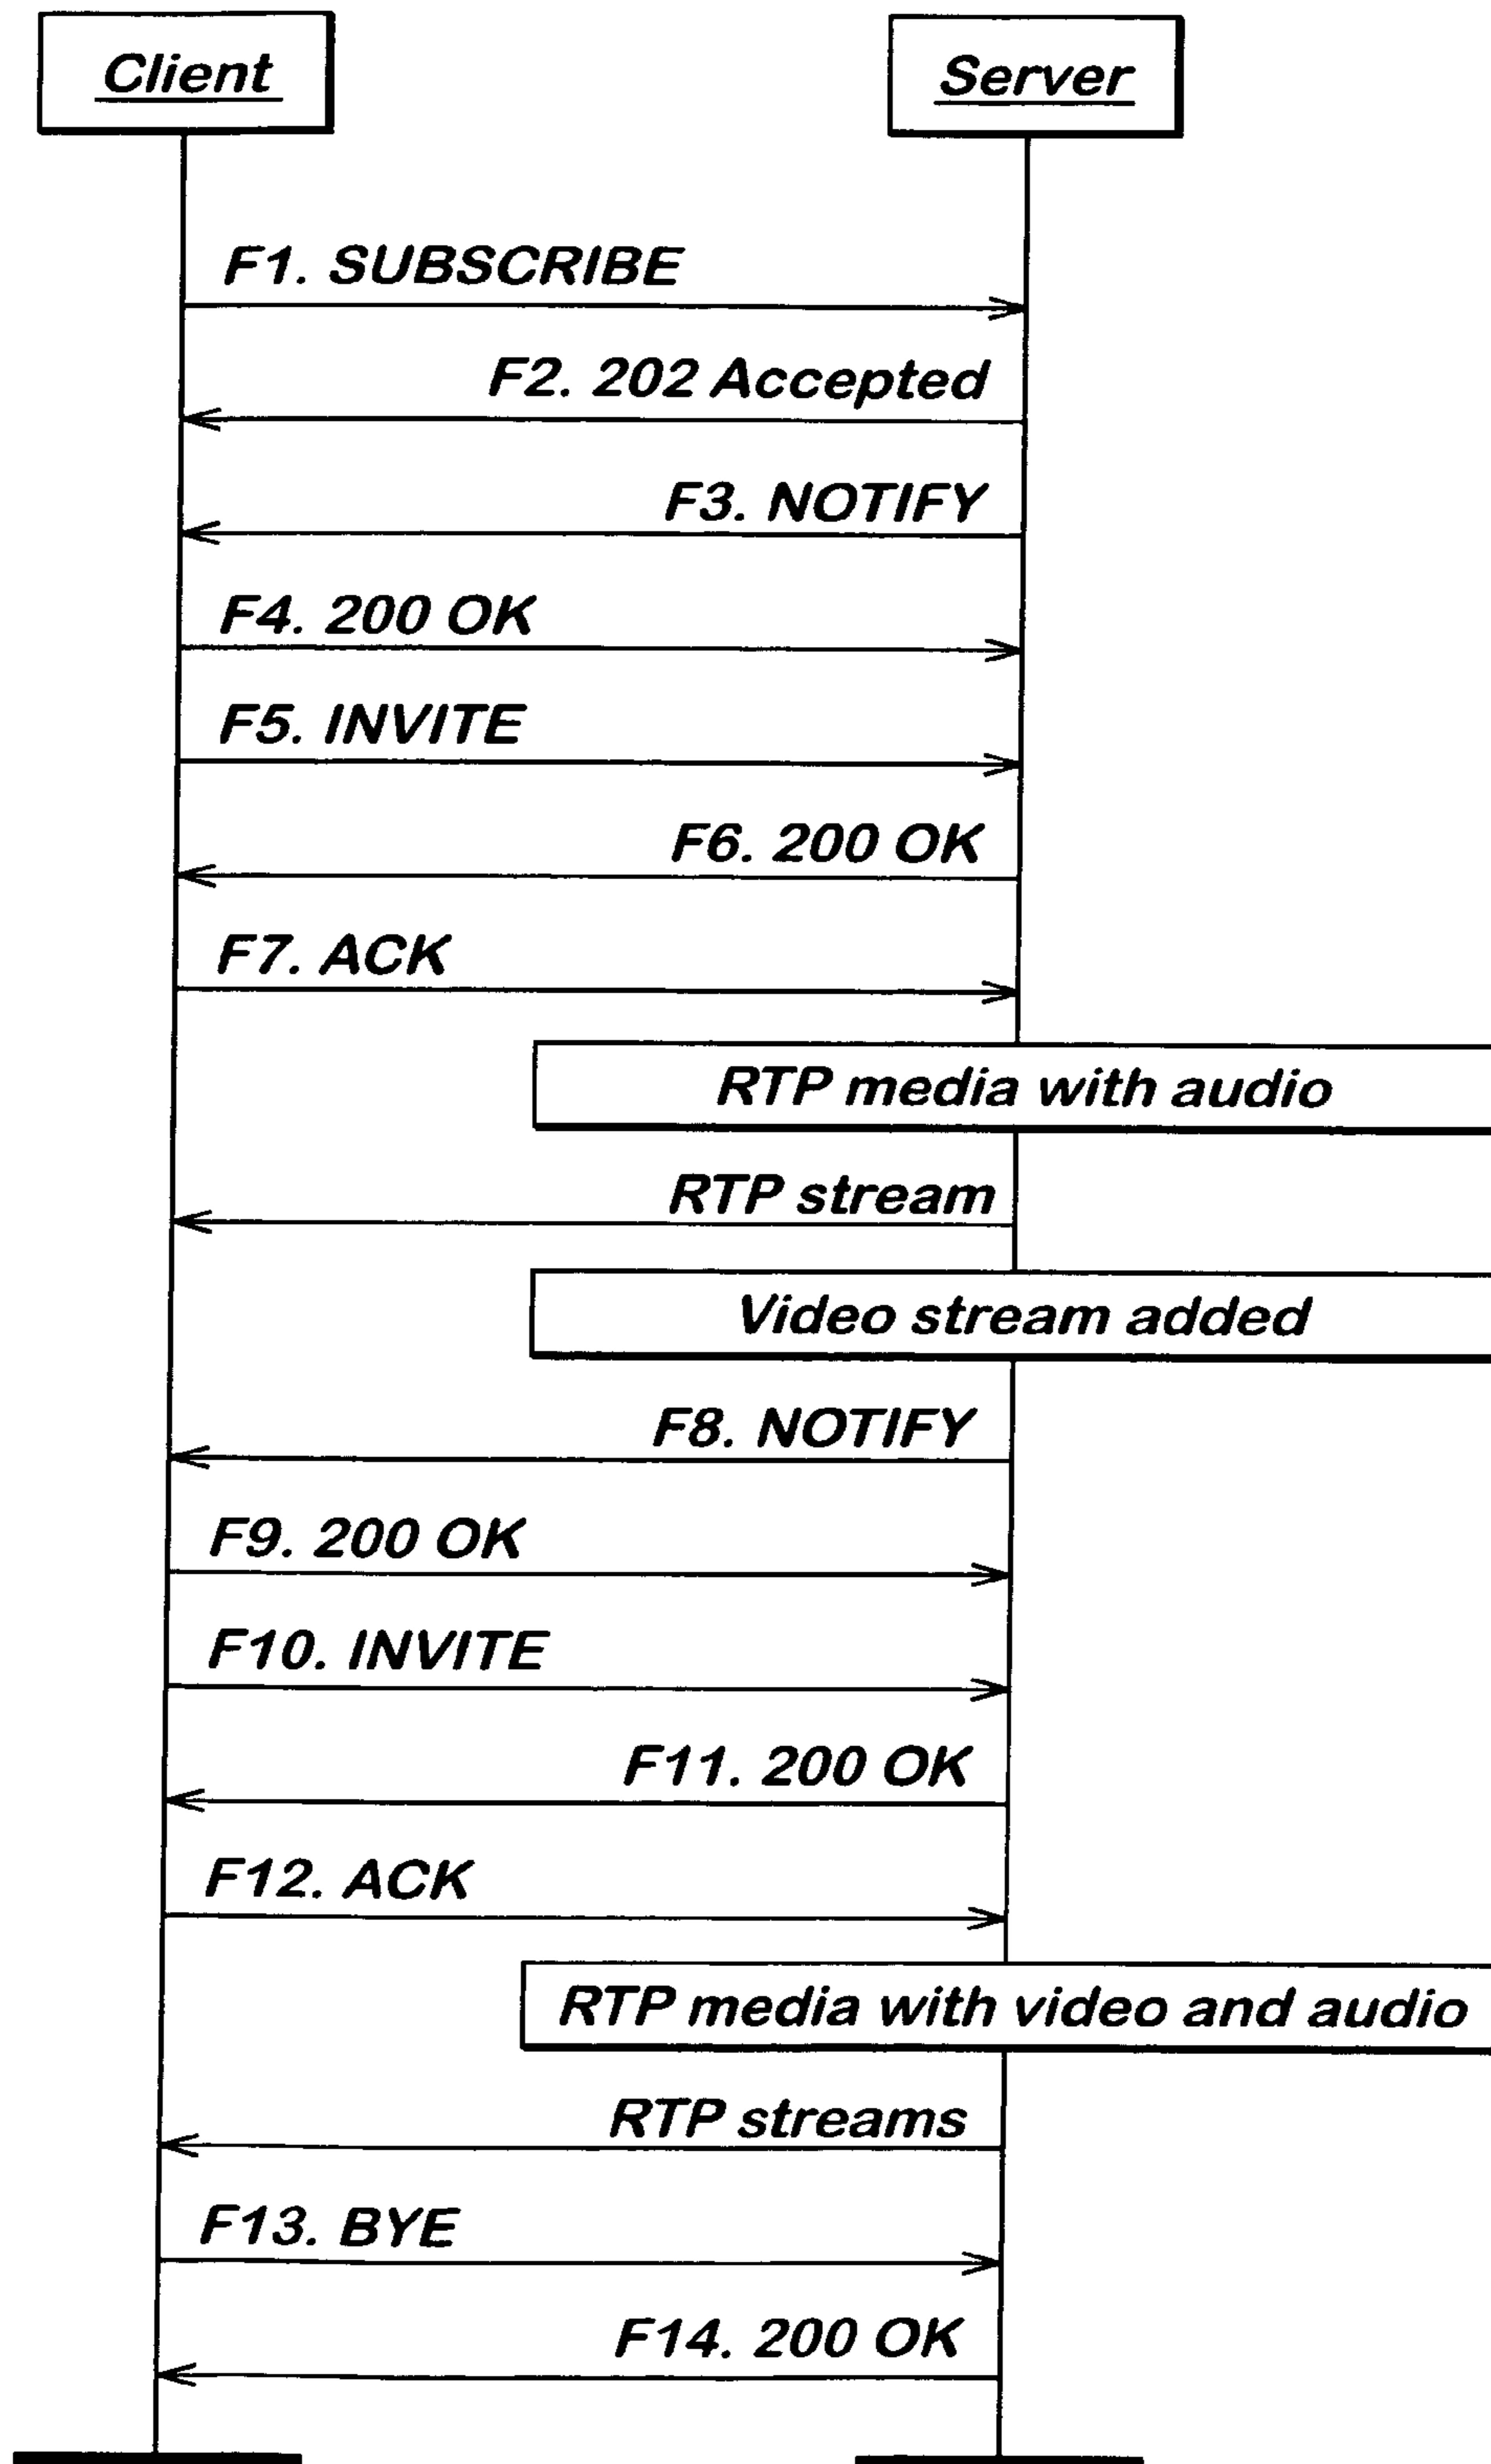 Client
Server
F1. SUBSCRIBE
F2. 202 Accepted
F3. NOTIFY
F4. 200 OK
F5. INVITE
F6. 200 OK
F7. ACK
RTP media with audio
RTP stream
Video stream added
F8. NOTIFY
F9. 200 OK
F10. INVITE
F11. 200 OK
F12. ACK
RTP media with video and audio
RTP streams
F13. BYE
F14. 200 OK